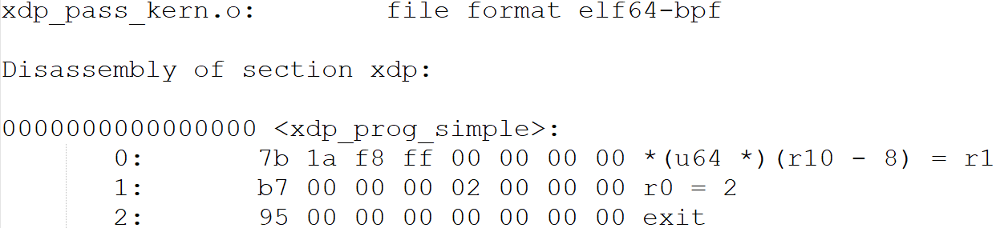 xdp_pass_kern.o:        file format elf64-bpf
Disassembly of section xdp:
0000000000000000 <xdp_prog_simple>:
       0:       7b 1a f8 ff 00 00 00 00 *(u64 *)(r10 - 8) = r1
       1:       b7 00 00 00 02 00 00 00 r0 = 2
       2:       95 00 00 00 00 00 00 00 exit